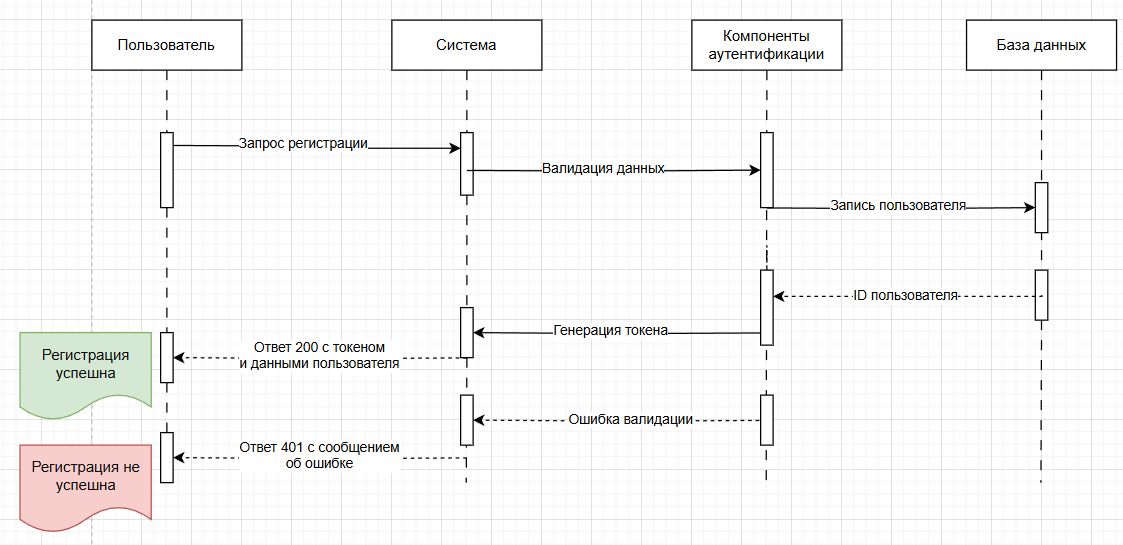 Пользователь
Система
Компоненты
аутентификации
База данных
Запрос регистрации
Валидация данных
Запись пользователя
ID пользователя
Генерация токена
Ответ 200 с токеном
и данными пользователя
Регистрация
успешна
Ошибка валидации
Ответ 401 с сообщением
об ошибке
Регистрация не
успешна